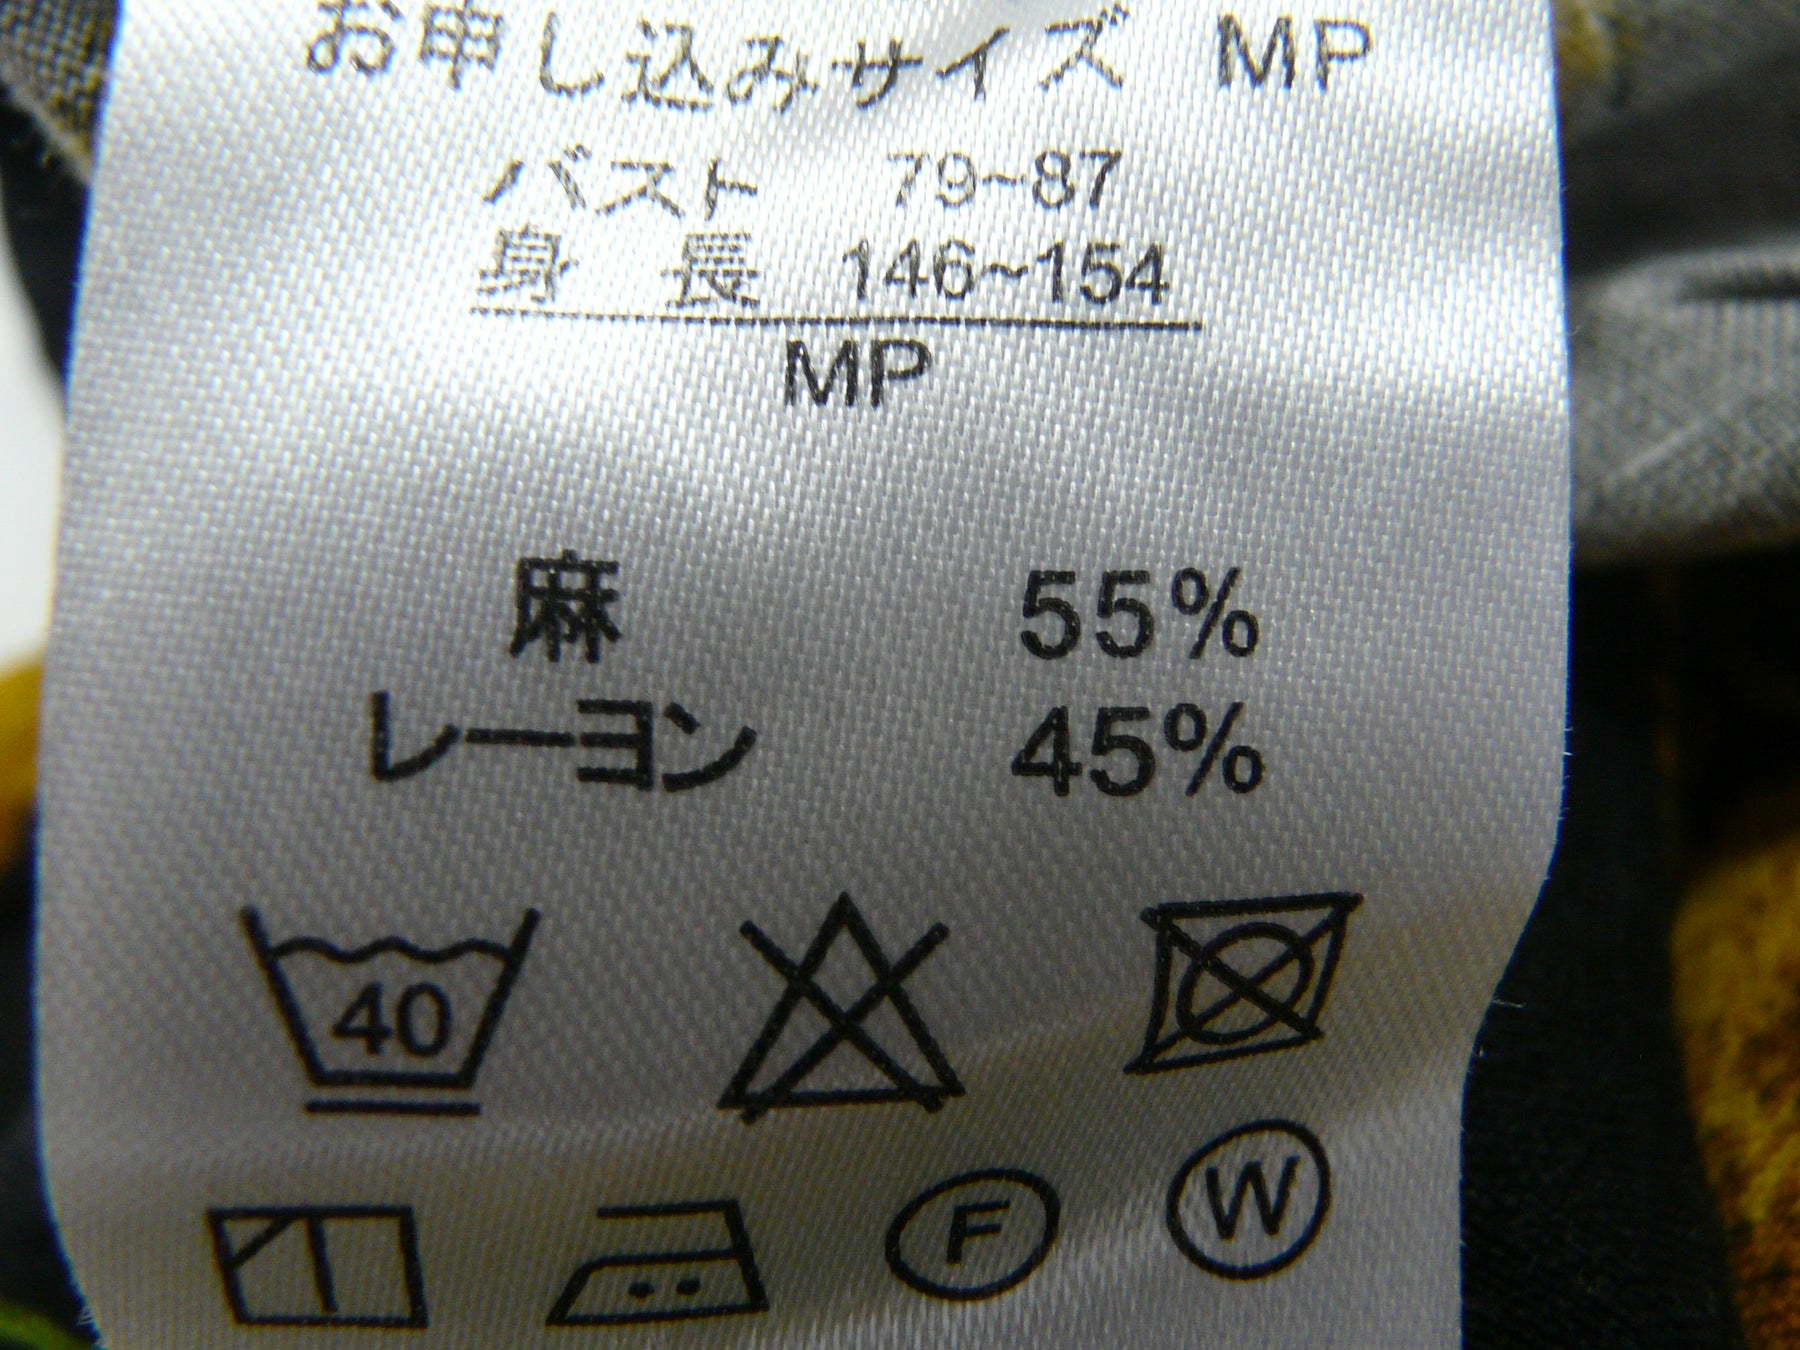 お申し込みサイズ MP
バスト 79~87
身長 146~154
MP
麻 55%
レーヨン 45%
40
F W